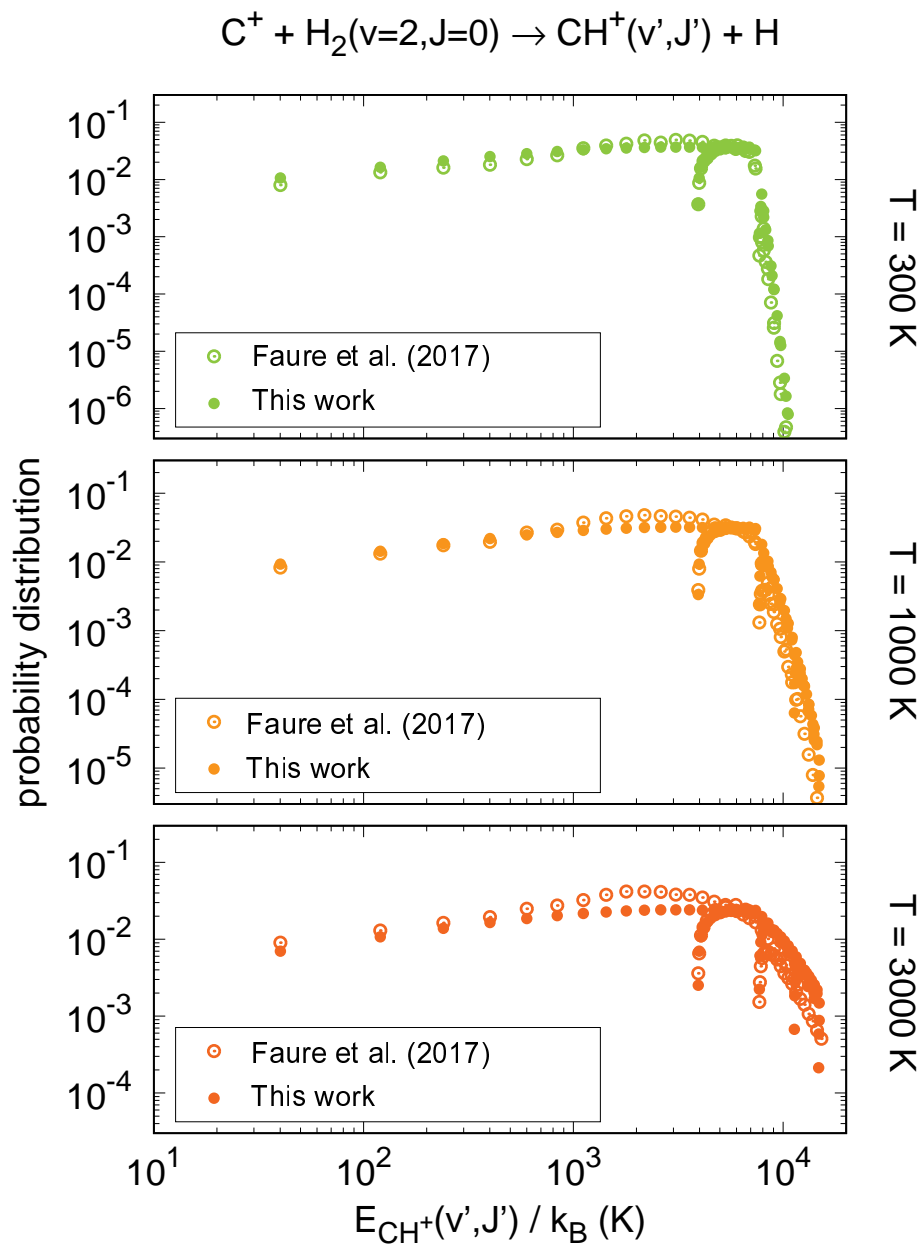 C⁺ + H₂(v=2,J=0) → CH⁺(v',J') + H
10⁻¹
10⁻²
10⁻³
10⁻⁴
10⁻⁵
10⁻⁶
Faure et al. (2017)
This work
T = 300 K
10⁻¹
10⁻²
10⁻³
10⁻⁴
10⁻⁵
Faure et al. (2017)
This work
T = 1000 K
probability distribution
10⁻¹
10⁻²
10⁻³
10⁻⁴
Faure et al. (2017)
This work
T = 3000 K
10¹ 10² 10³ 10⁴
E_CH⁺(v',J') / k_B (K)